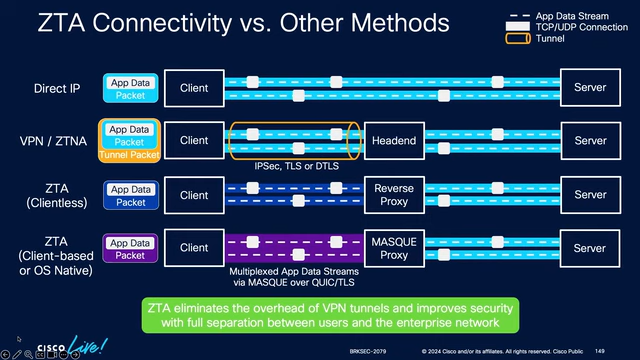 ZTA Connectivity vs. Other Methods
App Data Stream
TCP/UDP Connection
Tunnel
Direct IP
App Data
Packet
Client
Server
VPN / ZTNA
App Data
Packet
Tunnel Packet
Client
Headend
Server
IPSec, TLS or DTLS
ZTA
(Clientless)
App Data
Packet
Client
Reverse
Proxy
Server
ZTA
(Client-based
or OS Native)
App Data
Packet
Client
MASQUE
Proxy
Server
Multiplexed App Data Streams
via MASQUE over QUIC/TLS
ZTA eliminates the overhead of VPN tunnels and improves security
with full separation between users and the enterprise network
CISCO Live!
BRKSEC-2079
© 2024 Cisco and/or its affiliates. All rights reserved. Cisco Public
149